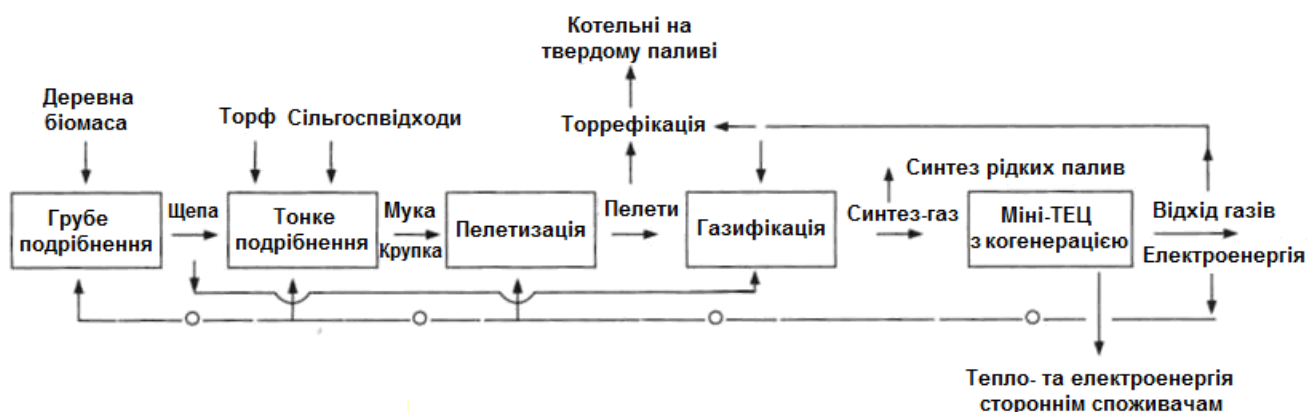 Котельні на
твердому паливі
Деревна
біомаса
Торф
Сільгоспвідходи
Торрефікація
Синтез рідких палив
Грубе
подрібнення
Щепа
Тонке
подрібнення
Мука
Крупка
Пелетизація
Пелети
Газифікація
Синтез-газ
Міні-ТЕЦ
з когенерацією
Відхід газів
Електроенергія
Тепло- та електроенергія
стороннім споживачам